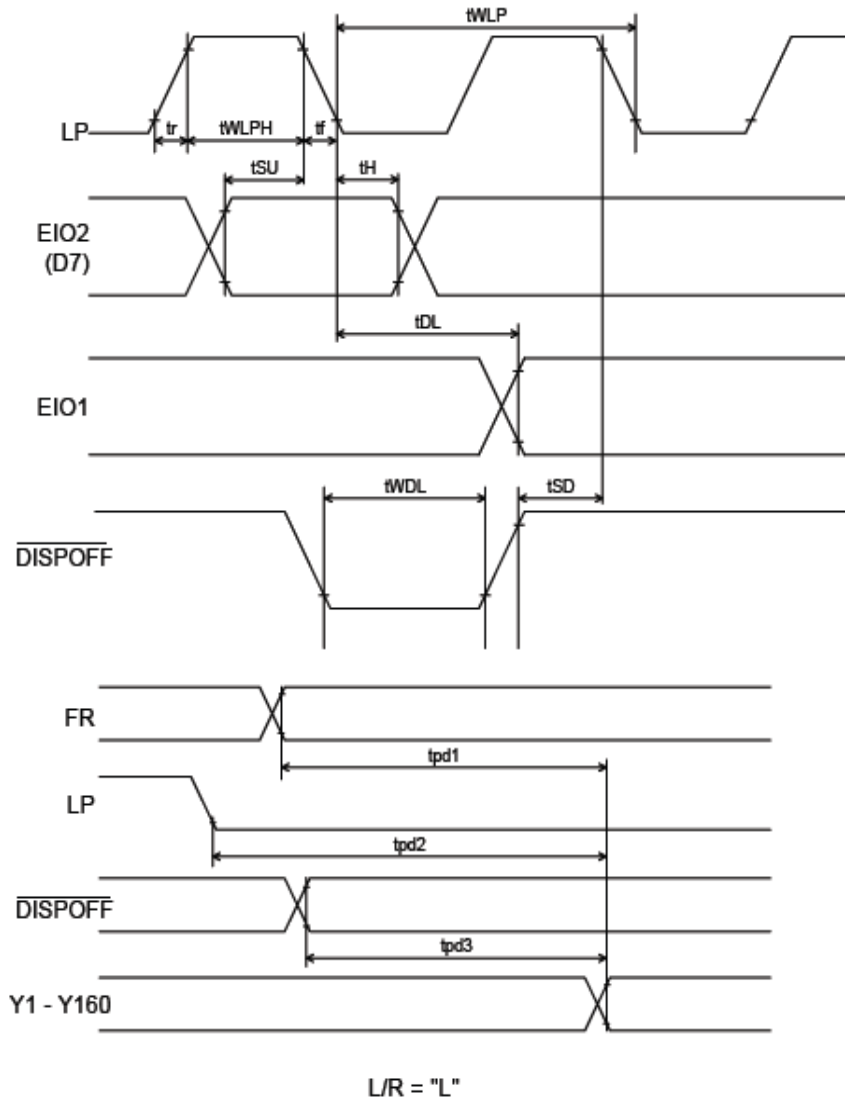 tWLP
LP
tr
tWLPH
tf
tSU
tH
EIO2
(D7)
tDL
EIO1
tWDL
tSD
DISPOFF
FR
tpd1
LP
tpd2
DISPOFF
tpd3
Y1 - Y160
L/R = "L"